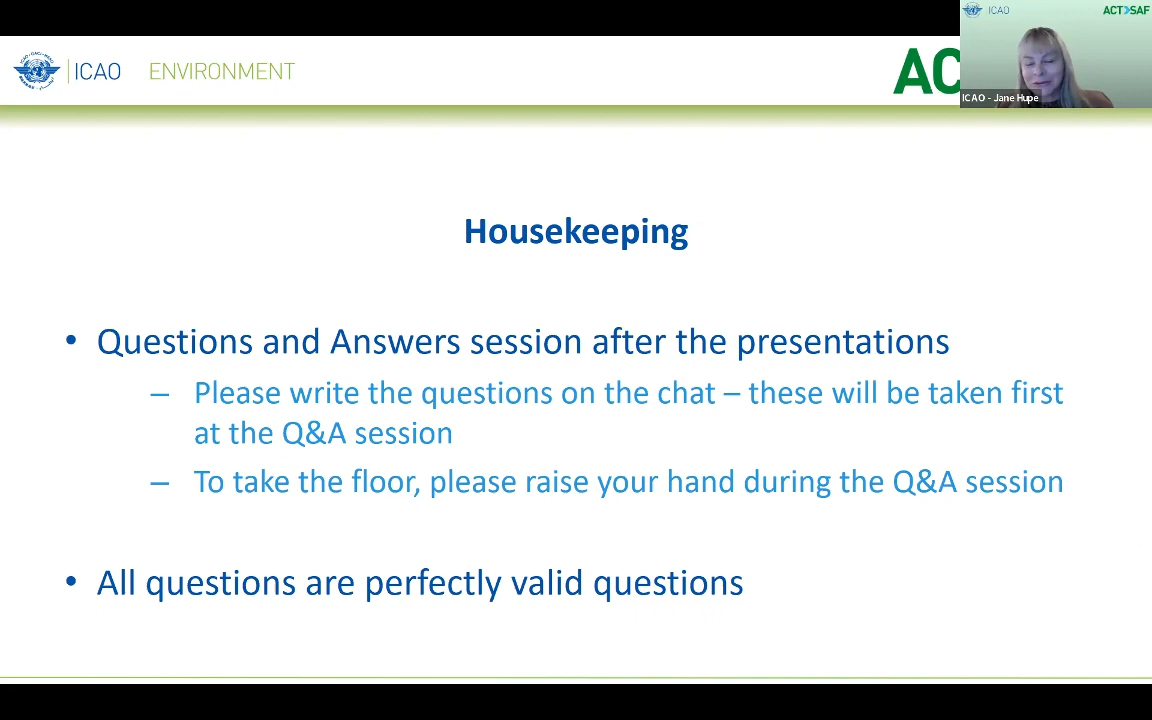 ICAO
ENVIRONMENT
AC
ICAO
ACT SAF
ICAO - Jane Hupe
Housekeeping
• Questions and Answers session after the presentations
– Please write the questions on the chat – these will be taken first
at the Q&A session
– To take the floor, please raise your hand during the Q&A session
• All questions are perfectly valid questions